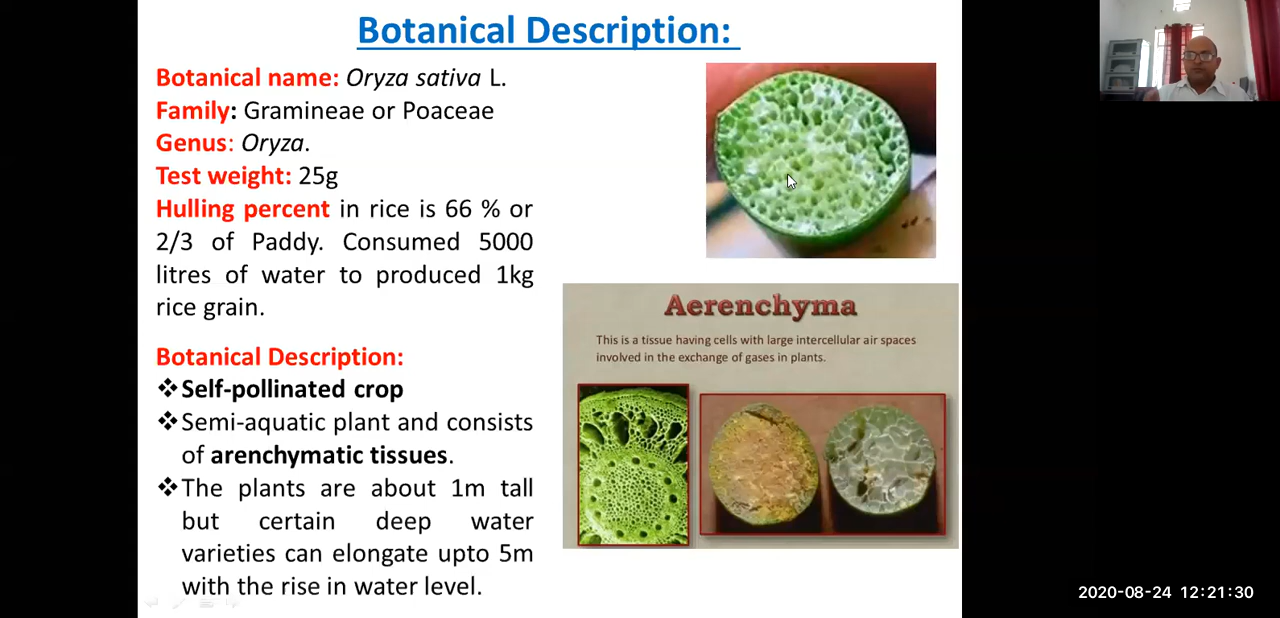 Botanical Description:
Botanical name: Oryza sativa L.
Family: Gramineae or Poaceae
Genus: Oryza.
Test weight: 25g
Hulling percent in rice is 66 % or
2/3 of Paddy. Consumed 5000
litres of water to produced 1kg
rice grain.
Botanical Description:
❖Self-pollinated crop
❖Semi-aquatic plant and consists
of arenchymatic tissues.
❖The plants are about 1m tall
but certain deep water
varieties can elongate upto 5m
with the rise in water level.
Aerenchyma
This is a tissue having cells with large intercellular air spaces
involved in the exchange of gases in plants.
2020-08-24 12:21:30